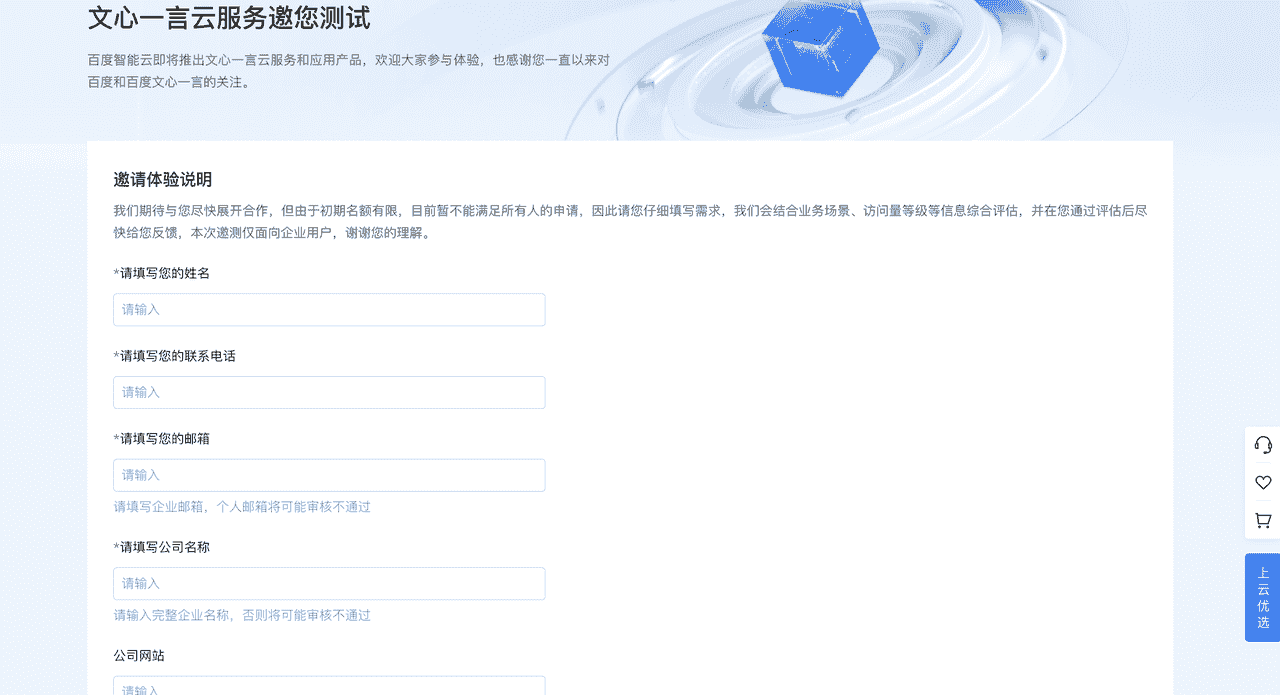 文心一言云服务邀您测试
百度智能云即将推出文心一言云服务和应用产品，欢迎大家参与体验，也感谢您一直以来对
百度和百度文心一言的关注。
邀请体验说明
我们期待与您尽快展开合作，但由于初期名额有限，目前暂不能满足所有人的申请，因此请您仔细填写需求，我们会结合业务场景、访问量等级等信息综合评估，并在您通过评估后尽
快给您反馈，本次邀测仅面向企业用户，谢谢您的理解。
*请填写您的姓名
请输入
*请填写您的联系电话
请输入
*请填写您的邮箱
请输入
请填写企业邮箱，个人邮箱将可能审核不通过
*请填写公司名称
请输入
请输入完整企业名称，否则将可能审核不通过
公司网站
请输入
上
云
优
选